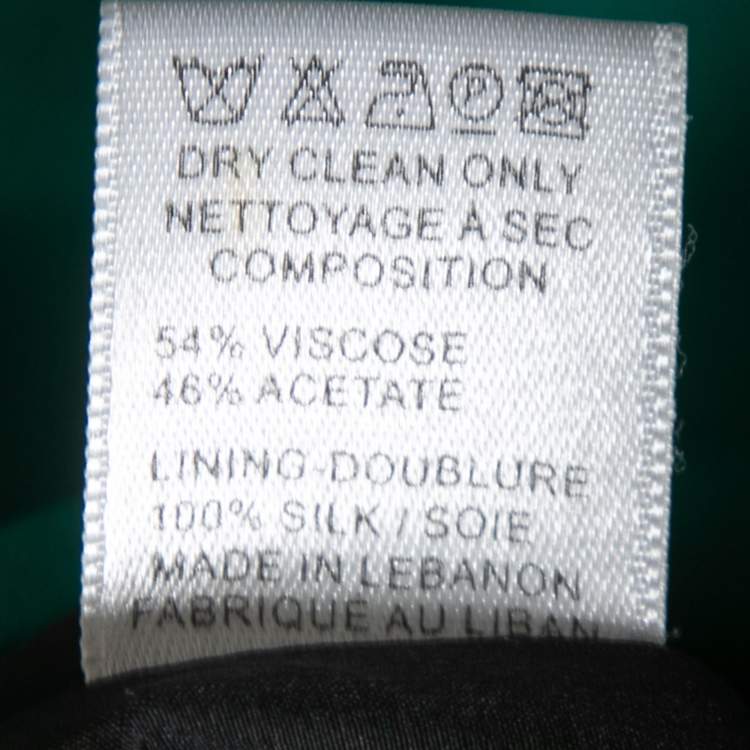 P
DRY CLEAN ONLY
NETTOYAGE À SEC
COMPOSITION
54% VISCOSE
46% ACETATE
LINING-DOUBLURE
100% SILK / SOIE
MADE IN LEBANON
FABRIQUE AU LIBAN